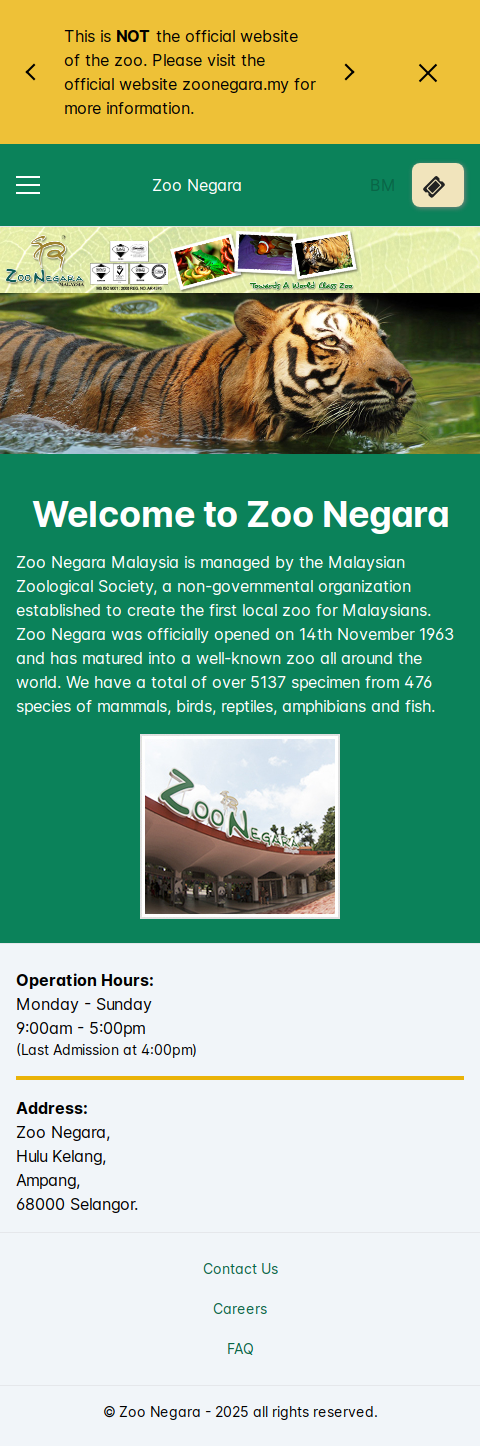 This is NOT the official website
of the zoo. Please visit the
official website zoonegara.my for
more information.
Zoo Negara
BM
ZOO NEGARA
MALAYSIA
Towards A World Class Zoo
Welcome to Zoo Negara
Zoo Negara Malaysia is managed by the Malaysian
Zoological Society, a non-governmental organization
established to create the first local zoo for Malaysians.
Zoo Negara was officially opened on 14th November 1963
and has matured into a well-known zoo all around the
world. We have a total of over 5137 specimen from 476
species of mammals, birds, reptiles, amphibians and fish.
ZOO NEGARA
Operation Hours:
Monday - Sunday
9:00am - 5:00pm
(Last Admission at 4:00pm)
Address:
Zoo Negara,
Hulu Kelang,
Ampang,
68000 Selangor.
Contact Us
Careers
FAQ
© Zoo Negara - 2025 all rights reserved.